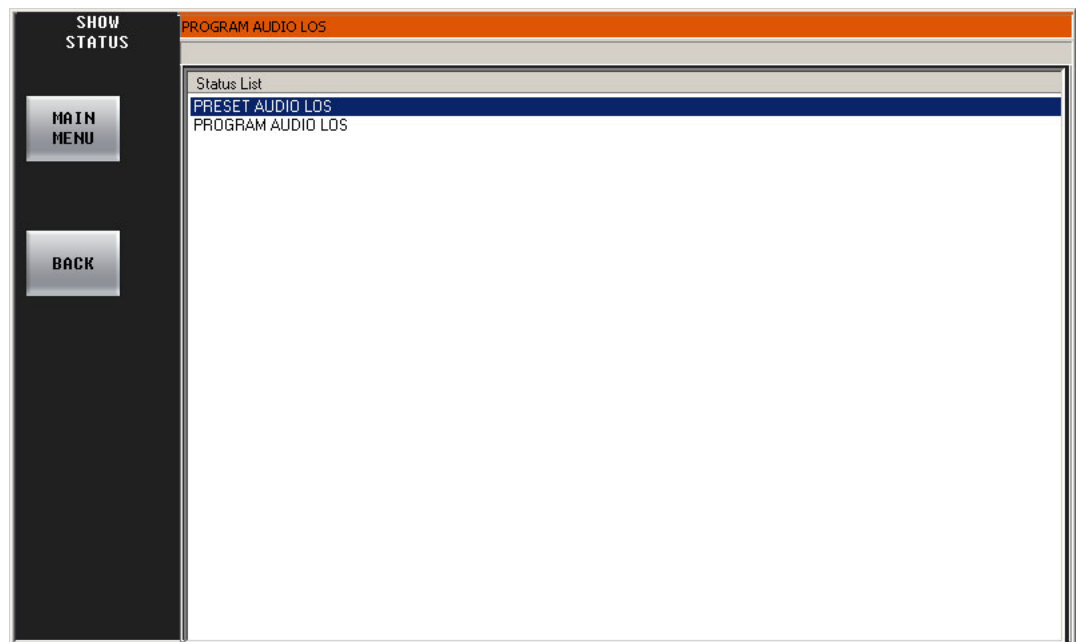 SHOW
STATUS
PROGRAM AUDIO LOS
MAIN
MENU
BACK
Status List
PRESET AUDIO LOS
PROGRAM AUDIO LOS